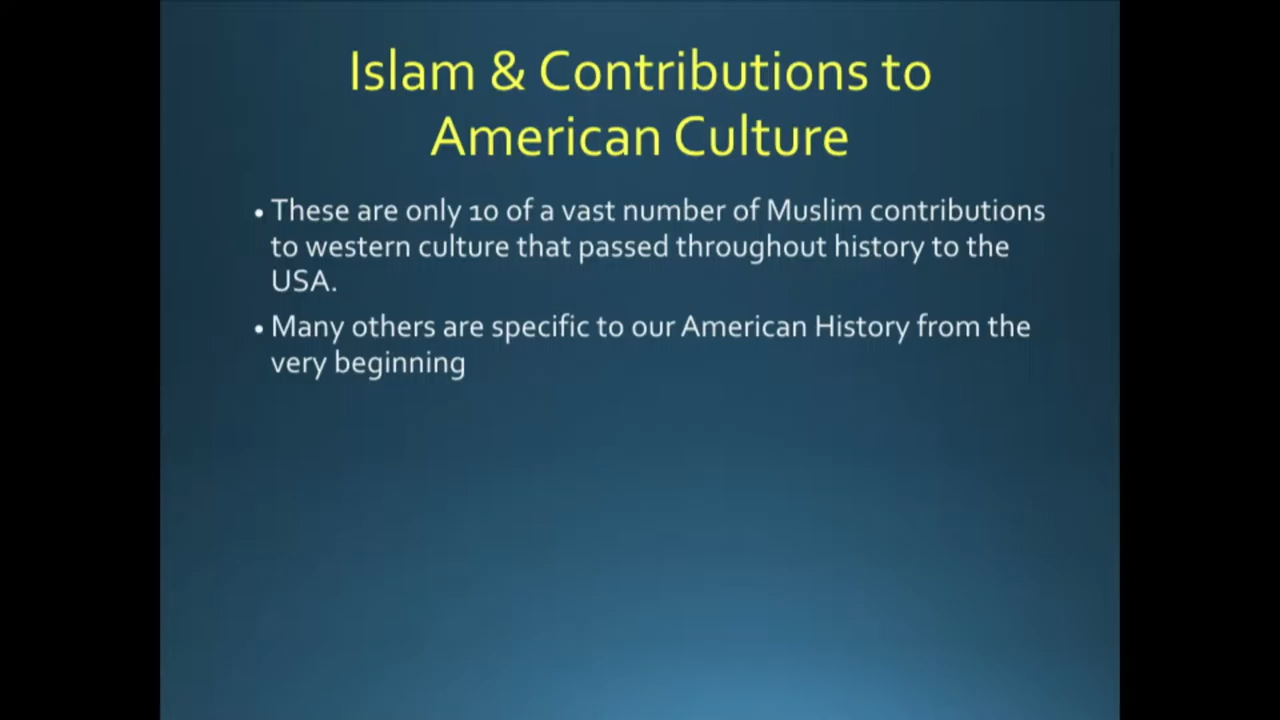 Islam & Contributions to
American Culture
• These are only 10 of a vast number of Muslim contributions
to western culture that passed throughout history to the
USA.
• Many others are specific to our American History from the
very beginning